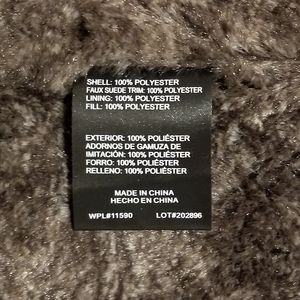 SHELL: 100% POLYESTER
FAUX SUEDE TRIM: 100% POLYESTER
LINING: 100% POLYESTER
FILL: 100% POLYESTER
EXTERIOR: 100% POLIÉSTER
ADORNOS DE GAMUZA DE
IMITACIÓN: 100% POLIÉSTER
FORRO: 100% POLIÉSTER
RELLENO: 100% POLIÉSTER
MADE IN CHINA
HECHO EN CHINA
WPL#11590 LOT#202896